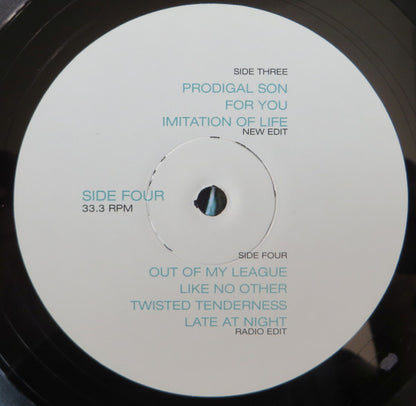 SIDE THREE
PRODIGAL SON
FOR YOU
IMITATION OF LIFE
NEW EDIT
SIDE FOUR
33.3 RPM
SIDE FOUR
OUT OF MY LEAGUE
LIKE NO OTHER
TWISTED TENDERNESS
LATE AT NIGHT
RADIO EDIT